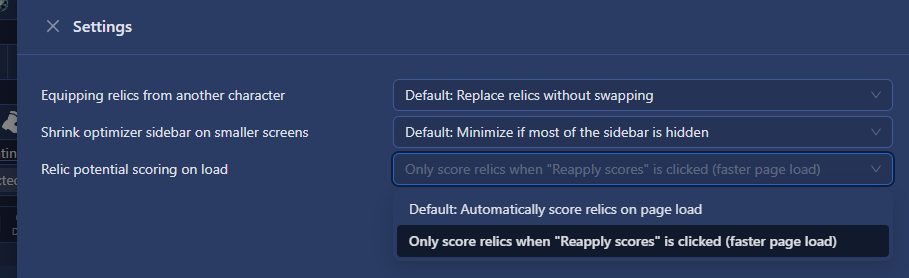 Settings
Equipping relics from another character
Default: Replace relics without swapping
Shrink optimizer sidebar on smaller screens
Default: Minimize if most of the sidebar is hidden
Relic potential scoring on load
Only score relics when "Reapply scores" is clicked (faster page load)
Default: Automatically score relics on page load
Only score relics when "Reapply scores" is clicked (faster page load)